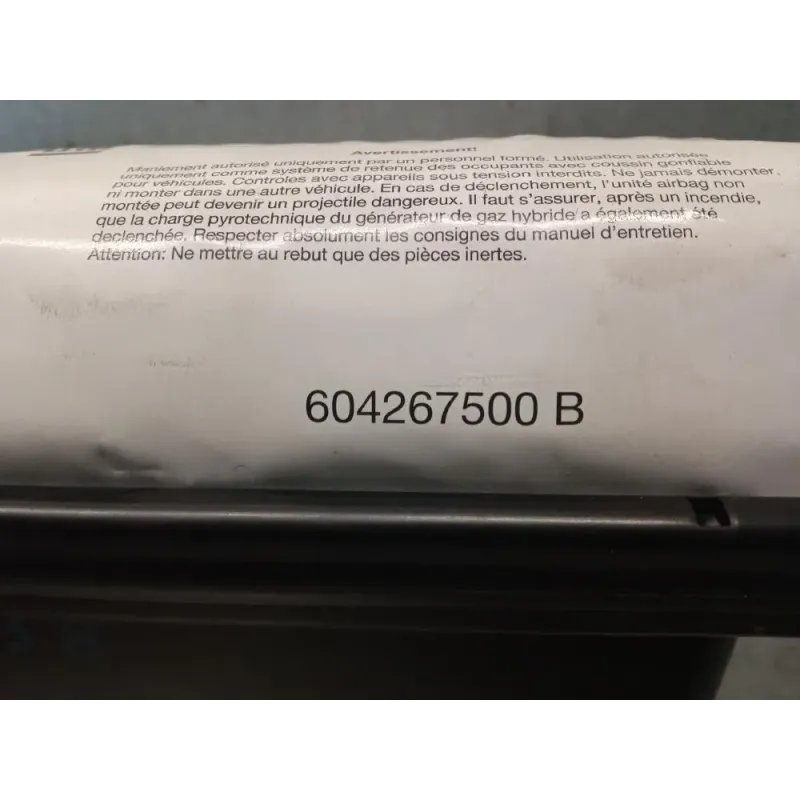 Avertissement!
Maniement autorisé uniquement par un personnel formé. Utilisation autorisée
uniquement comme système de retenue des occupants avec coussin gonflable
pour véhicules. Controles avec appareils sous tension interdits. Ne jamais démonter,
ni monter dans une autre véhicule. En cas de déclenchement, l'unité airbag non
montée peut devenir un projectile dangereux. Il faut s'assurer, après un incendie,
que la charge pyrotechnique du générateur de gaz hybride a également été
declenchée. Respecter absolument les consignes du manuel d'entretien.
Attention: Ne mettre au rebut que des pièces inertes.
604267500 B